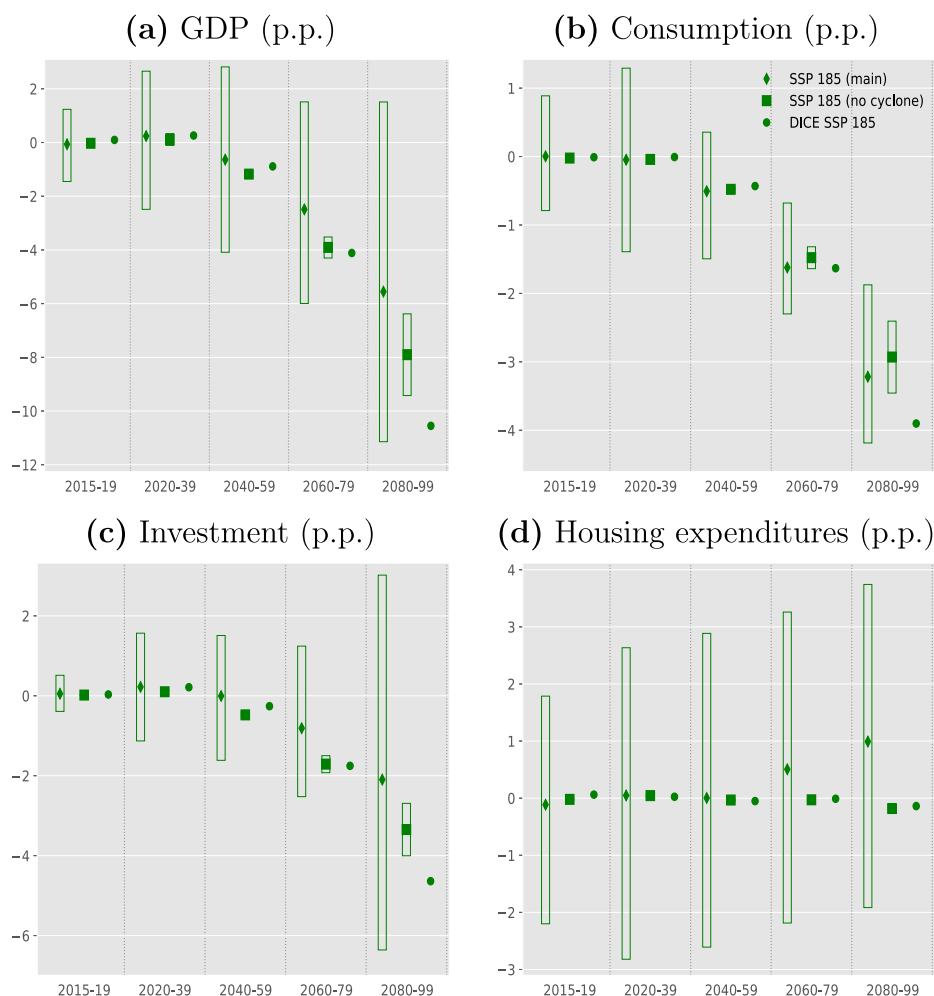 (a) GDP (p.p.)
2
0
−2
−4
−6
−8
−10
−12
2015-19 2020-39 2040-59 2060-79 2080-99
(b) Consumption (p.p.)
SSP 185 (main)
SSP 185 (no cyclone)
DICE SSP 185
1
0
−1
−2
−3
−4
2015-19 2020-39 2040-59 2060-79 2080-99
(c) Investment (p.p.)
2
0
−2
−4
−6
2015-19 2020-39 2040-59 2060-79 2080-99
(d) Housing expenditures (p.p.)
4
3
2
1
0
−1
−2
−3
2015-19 2020-39 2040-59 2060-79 2080-99